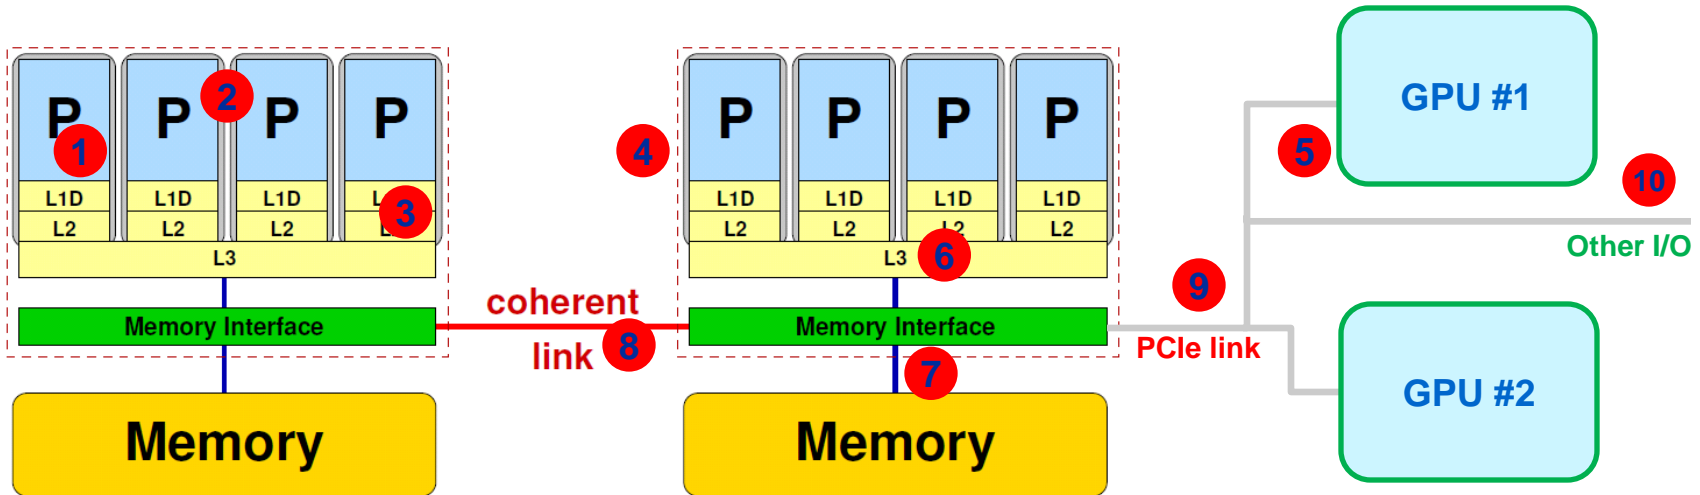 P
P
P
P
1
2
L1D
L1D
L1D
L2
L2
L2
3
L3
Memory Interface
Memory
coherent
link
8
4
P
P
P
P
L1D
L1D
L1D
L1D
L2
L2
L2
L2
L3
6
Memory Interface
7
Memory
9
PCIe link
5
GPU #1
10
Other I/O
GPU #2